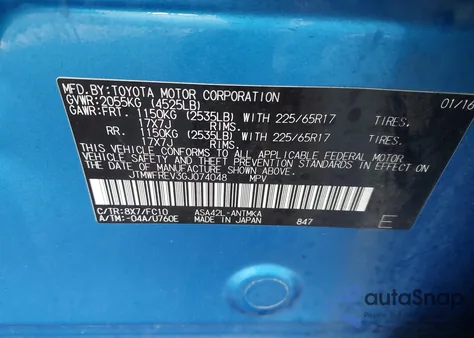 MFD.BY:TOYOTA MOTOR CORPORATION 01/16
GVWR:2055KG (4525LB)
GAWR:FRT. 1150KG (2535LB) WITH 225/65R17 TIRES,
17X7J RIMS.
RR. 1150KG (2535LB) WITH 225/65R17 TIRES,
17X7J RIMS.
THIS VEHICLE CONFORMS TO ALL APPLICABLE FEDERAL MOTOR
VEHICLE SAFETY AND THEFT PREVENTION STANDARDS IN EFFECT
ON THE DATE OF MANUFACTURE SHOWN ABOVE.
JTMWFREV3GJ074048 MPV
C/TR:8X7/FC10 ASA42L-ANTMKA
A/TM:-04A/U760E MADE IN JAPAN 847 E
autoSnap